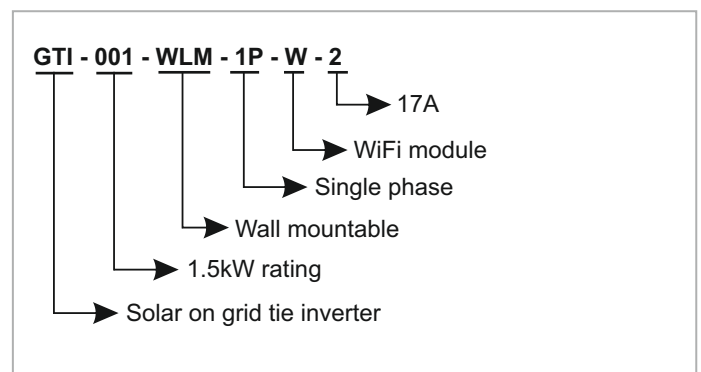 GTI - 001 - WLM - 1P - W - 2
17A
WiFi module
Single phase
Wall mountable
1.5kW rating
Solar on grid tie inverter